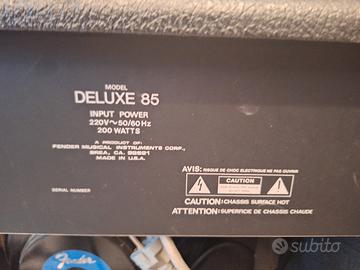 MODEL
DELUXE 85
INPUT POWER
220V~50/60Hz
200 WATTS
A PRODUCT OF:
FENDER MUSICAL INSTRUMENTS CORP.,
BREA, CA. 92621
MADE IN U.S.A.
SERIAL NUMBER
AVIS: RISQUE DE CHOC ELECTRIQUE NE PAS OUVRIR
CAUTION
CAUTION: CHASSIS SURFACE HOT
ATTENTION: SUPERFICIE DE CHASSIS CHAUDE
Fender
subito